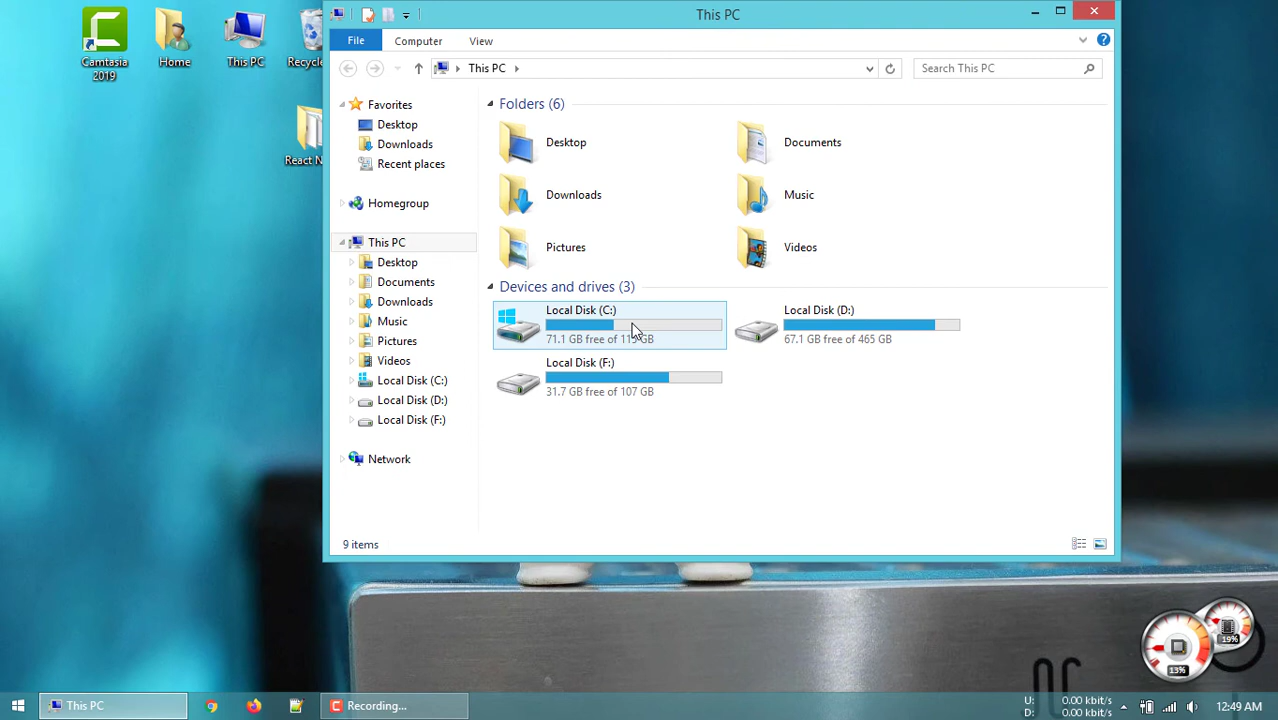 This PC
File
Computer
View
This PC
Search This PC
Camtasia
2019
Home
This PC
Recycle
React N
Favorites
Desktop
Downloads
Recent places
Homegroup
This PC
Desktop
Documents
Downloads
Music
Pictures
Videos
Local Disk (C:)
Local Disk (D:)
Local Disk (F:)
Network
Folders (6)
Desktop
Documents
Downloads
Music
Pictures
Videos
Devices and drives (3)
Local Disk (C:)
71.1 GB free of GB
Local Disk (D:)
67.1 GB free of 465 GB
Local Disk (F:)
31.7 GB free of 107 GB
9 items
19%
13%
This PC
Recording...
U: 0.00 kbit/s
D: 0.00 kbit/s
12:49 AM